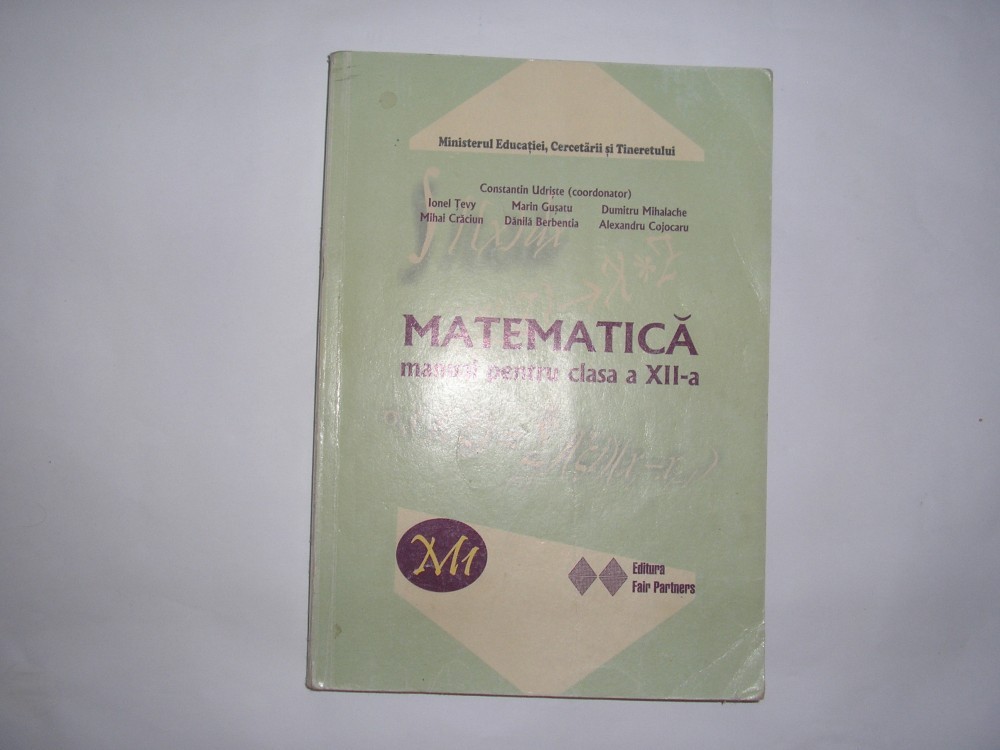 Ministerul Educației, Cercetării și Tineretului
Constantin Udriște (coordonator)
Ionel Țevy Marin Gușatu Dumitru Mihalache
Mihai Crăciun Dănilă Berbentia Alexandru Cojocaru
MATEMATICĂ
manual pentru clasa a XII-a
M1
Editura
Fair Partners